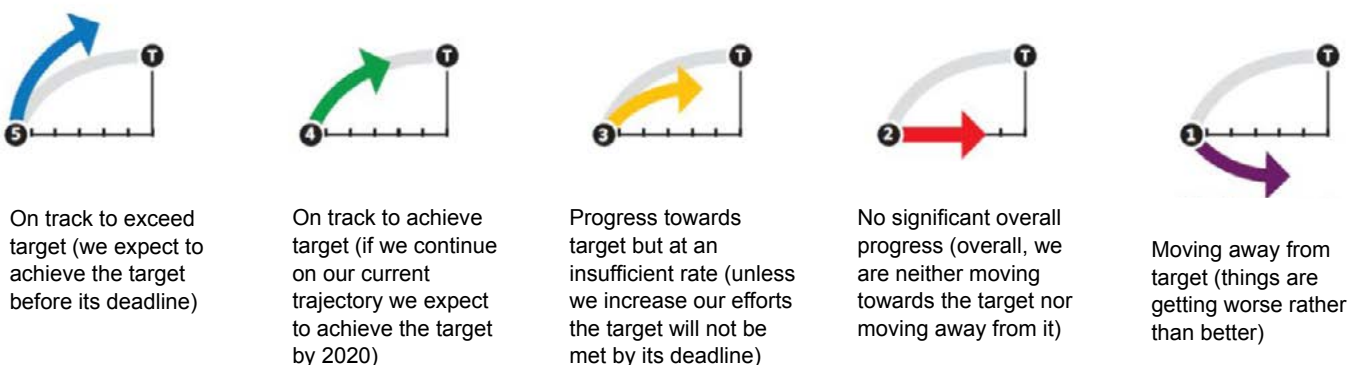 T
T
T
T
T
5
4
3
2
1
On track to exceed
target (we expect to
achieve the target
before its deadline)
On track to achieve
target (if we continue
on our current
trajectory we expect
to achieve the target
by 2020)
Progress towards
target but at an
insufficient rate (unless
we increase our efforts
the target will not be
met by its deadline)
No significant overall
progress (overall, we
are neither moving
towards the target nor
moving away from it)
Moving away from
target (things are
getting worse rather
than better)